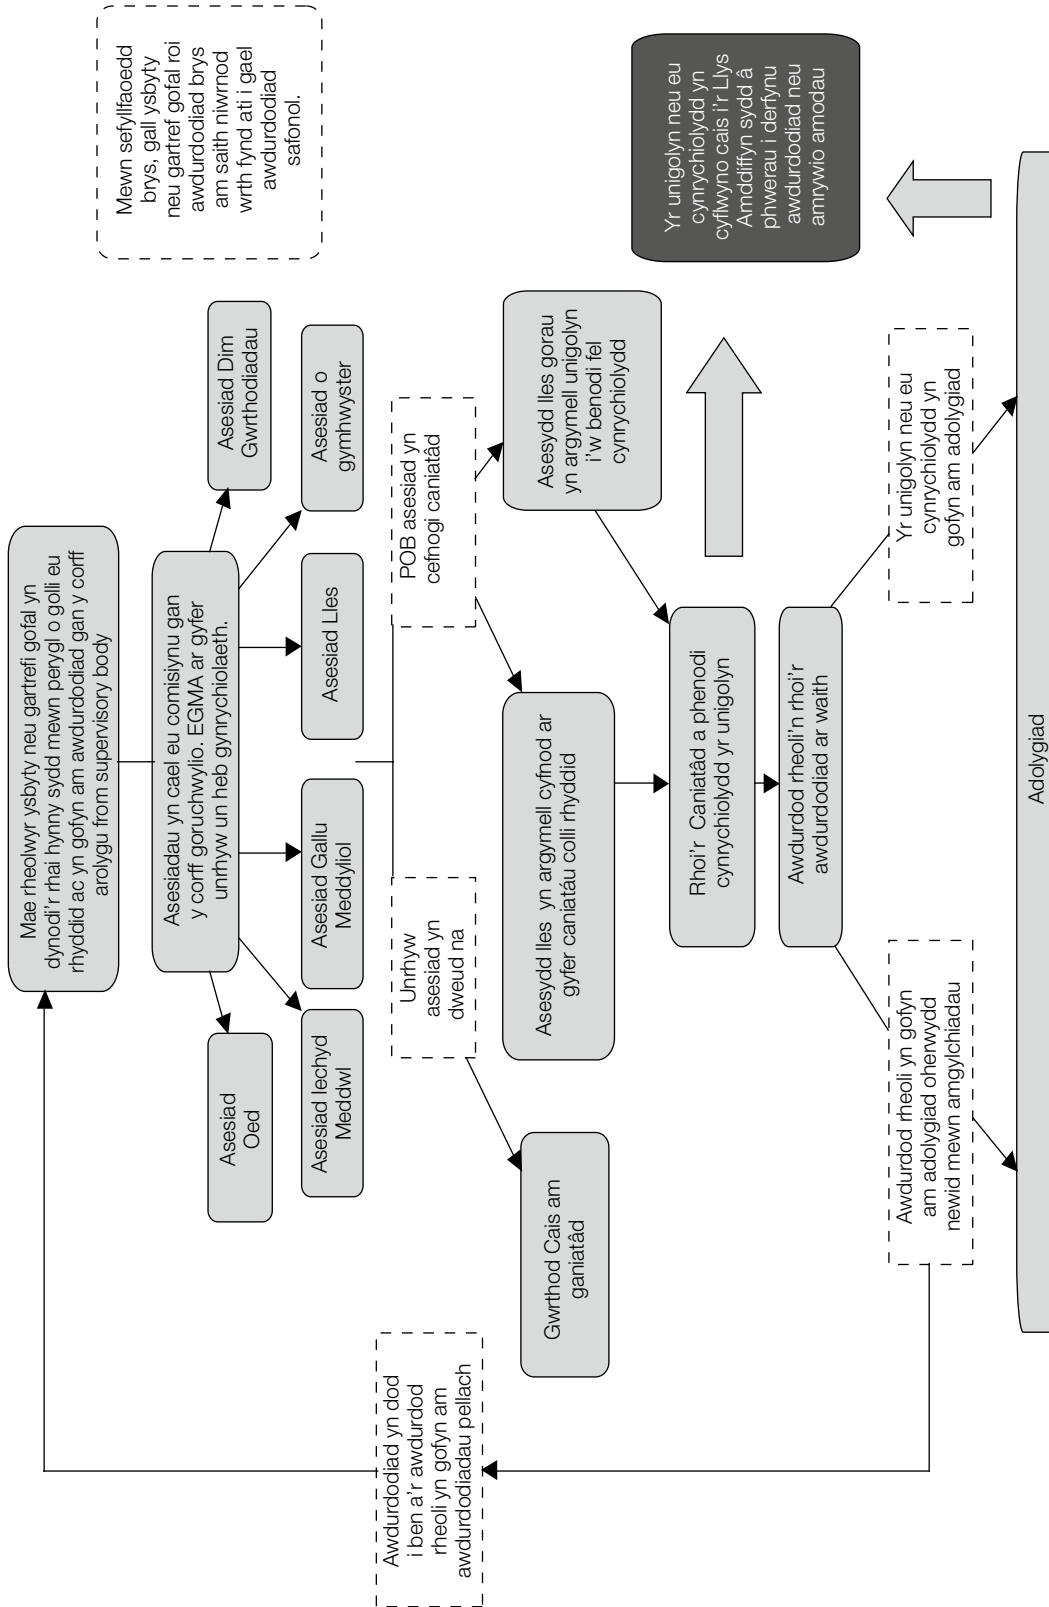 Mae rheolwyr ysbyty neu gartrefi gofal yn
dynodi'r rhai hynny sydd mewn perygl o golli eu
rhyddid ac yn gofyn am awdurdodiad gan y corff
arolygu from supervisory body
Mewn sefyllfaoedd
brys, gall ysbyty
neu gartref gofal roi
awdurdodiad brys
am saith niwrnod
wrth fynd ati i gael
awdurdodiad
safonol.
Asesiadau yn cael eu comisiynu gan
y corff goruchwylio. EGMA ar gyfer
unrhyw un heb gynrychiolaeth.
Asesiad
Oed
Asesiad Dim
Gwrthodiadau
Asesiad Iechyd
Meddwl
Asesiad Gallu
Meddyliol
Asesiad Lles
Asesiad o
gymhwyster
Awdurdodiad yn dod
i ben a'r awdurdod
rheoli yn gofyn am
awdurdodiadau pellach
Unrhyw
asesiad yn
dweud na
POB asesiad yn
cefnogi caniatâd
Gwrthod Cais am
ganiatâd
Asesydd lles  yn argymell cyfnod ar
gyfer caniatáu colli rhyddid
Asesydd lles gorau
yn argymell unigolyn
i'w benodi fel
cynrychiolydd
Yr unigolyn neu eu
cynrychiolydd yn
cyflwyno cais i'r Llys
Amddiffyn sydd â
phwerau i derfynu
awdurdodiad neu
amrywio amodau
Rhoi'r  Caniatâd a phenodi
cynrychiolydd yr unigolyn
Awdurdod rheoli'n rhoi'r
awdurdodiad ar waith
Awdurdod rheoli yn gofyn
am adolygiad oherwydd
newid mewn amgylchiadau
Yr unigolyn neu eu
cynrychiolydd yn
gofyn am adolygiad
Adolygiad